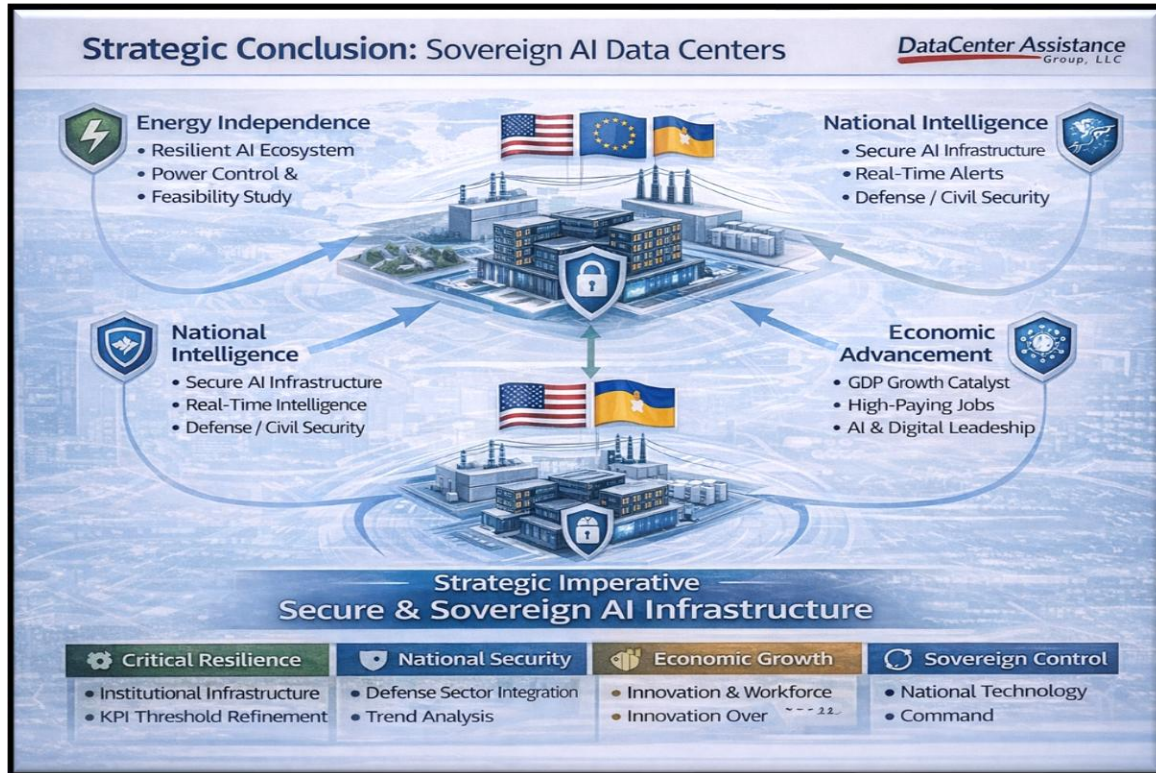 Strategic Conclusion: Sovereign AI Data Centers
DataCenter Assistance
Group, LLC
Energy Independence
• Resilient AI Ecosystem
• Power Control &
• Feasibility Study
National Intelligence
• Secure AI Infrastructure
• Real-Time Alerts
• Defense / Civil Security
National
Intelligence
• Secure AI Infrastructure
• Real-Time Intelligence
• Defense / Civil Security
Economic
Advancement
• GDP Growth Catalyst
• High-Paying Jobs
• AI & Digital Leadeship
Strategic Imperative
Secure & Sovereign AI Infrastructure
Critical Resilience
• Institutional Infrastructure
• KPI Threshold Refinement
National Security
• Defense Sector Integration
• Trend Analysis
Economic Growth
• Innovation & Workforce
• Innovation Over
Sovereign Control
• National Technology
• Command